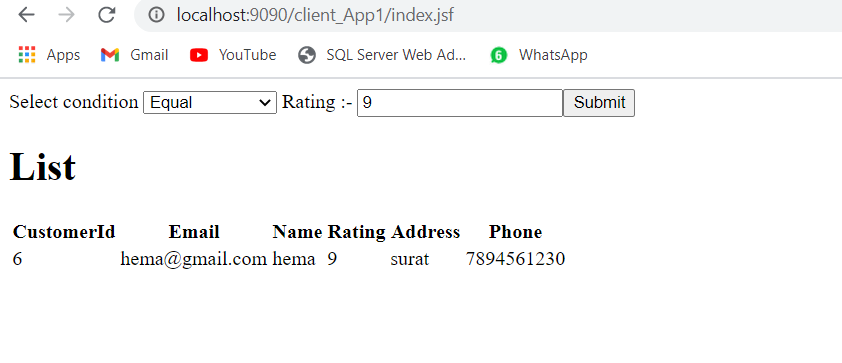 localhost:9090/client_App1/index.jsf
Apps Gmail YouTube SQL Server Web Ad... 6 WhatsApp
Select condition Equal Rating :- 9 Submit
List
CustomerId Email Name Rating Address Phone
6 hema@gmail.com hema 9 surat 7894561230